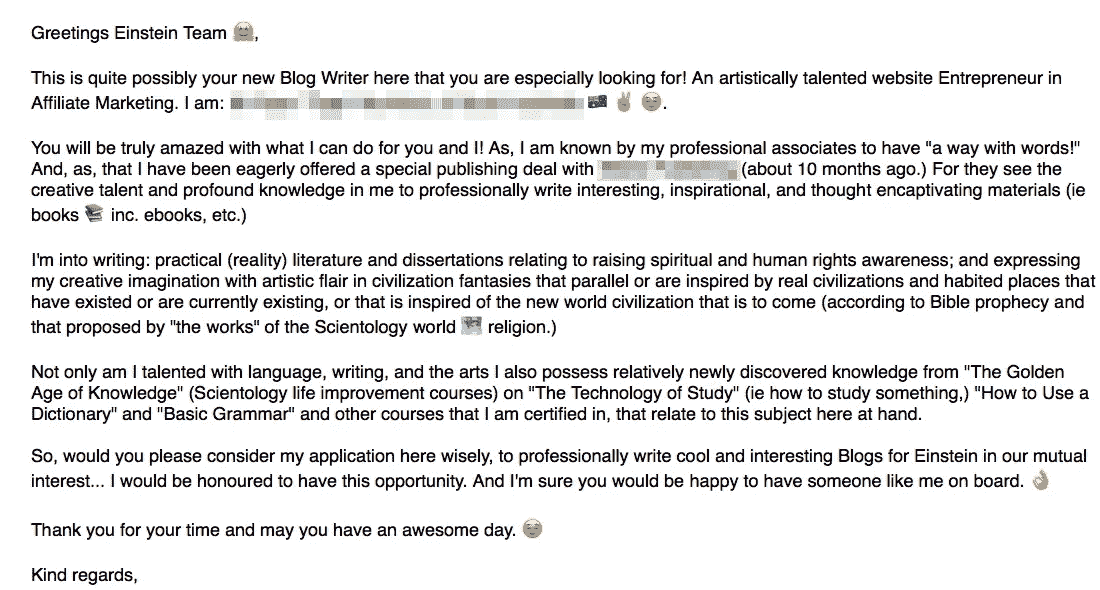 Greetings Einstein Team 🤗,
This is quite possibly your new Blog Writer here that you are especially looking for! An artistically talented website Entrepreneur in
Affiliate Marketing. I am:
You will be truly amazed with what I can do for you and I! As, I am known by my professional associates to have "a way with words!"
And, as, that I have been eagerly offered a special publishing deal with (about 10 months ago.) For they see the
creative talent and profound knowledge in me to professionally write interesting, inspirational, and thought encaptivating materials (ie
books 📚 inc. ebooks, etc.)
I'm into writing: practical (reality) literature and dissertations relating to raising spiritual and human rights awareness; and expressing
my creative imagination with artistic flair in civilization fantasies that parallel or are inspired by real civilizations and habited places that
have existed or are currently existing, or that is inspired of the new world civilization that is to come (according to Bible prophecy and
that proposed by "the works" of the Scientology world 🗺 religion.)
Not only am I talented with language, writing, and the arts I also possess relatively newly discovered knowledge from "The Golden
Age of Knowledge" (Scientology life improvement courses) on "The Technology of Study" (ie how to study something,) "How to Use a
Dictionary" and "Basic Grammar" and other courses that I am certified in, that relate to this subject here at hand.
So, would you please consider my application here wisely, to professionally write cool and interesting Blogs for Einstein in our mutual
interest... I would be honoured to have this opportunity. And I'm sure you would be happy to have someone like me on board. 👌
Thank you for your time and may you have an awesome day. 😊
Kind regards,